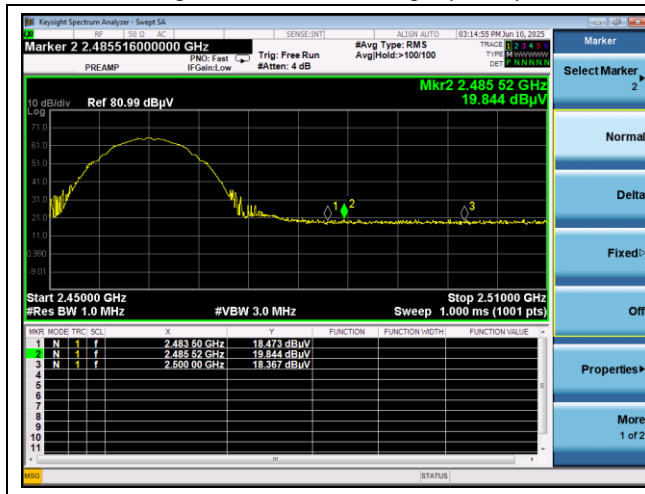 Keysight Spectrum Analyzer - Swept SA
RF 50 Ω AC SENSE:INT ALIGN AUTO 03:14:55 PM Jun 10, 2025
Marker 2 2.485516000000 GHz
PREAMP
PNO: Fast
IFGain:Low
Trig: Free Run
#Atten: 4 dB
#Avg Type: RMS
Avg|Hold:>100/100
TRACE 1 2 3 4 5 6
TYPE M WWWWW
DET P NNNNN
Mkr2 2.485 52 GHz
19.844 dBµV
10 dB/div Ref 80.99 dBµV
Log
71.0
61.0
51.0
41.0
31.0
21.0
11.0
0.990
-9.01
1 2 3
Start 2.45000 GHz Stop 2.51000 GHz
#Res BW 1.0 MHz #VBW 3.0 MHz Sweep 1.000 ms (1001 pts)
MKR MODE TRC SCL X Y FUNCTION FUNCTION WIDTH FUNCTION VALUE
1 N 1 f 2.483 50 GHz 18.473 dBµV
2 N 1 f 2.485 52 GHz 19.844 dBµV
3 N 1 f 2.500 00 GHz 18.367 dBµV
4
5
6
7
8
9
10
11
MSG STATUS
Marker
Select Marker
2
Normal
Delta
Fixed
Off
Properties
More
1 of 2